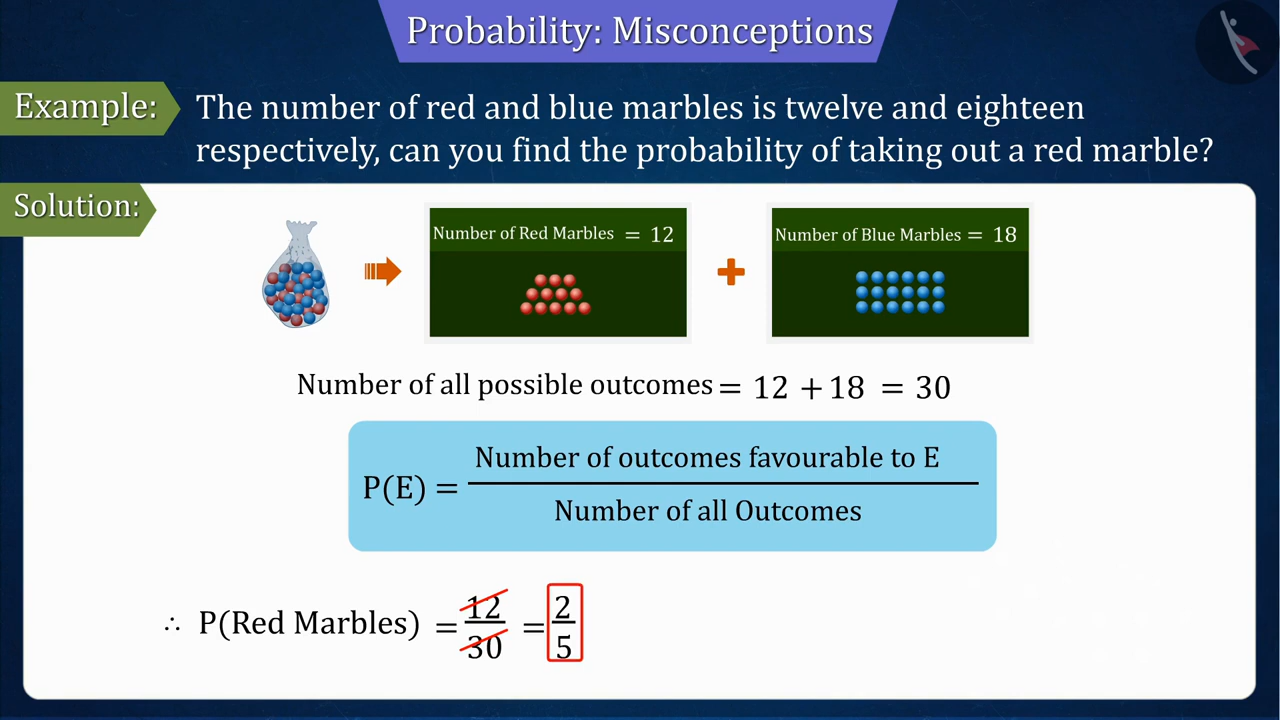 Probability: Misconceptions
Example:
The number of red and blue marbles is twelve and eighteen
respectively, can you find the probability of taking out a red marble?
Solution:
Number of Red Marbles = 12
+
Number of Blue Marbles = 18
Number of all possible outcomes = 12 + 18 = 30
P(E) = Number of outcomes favourable to E
Number of all Outcomes
∴ P(Red Marbles) = 12/30 = 2/5